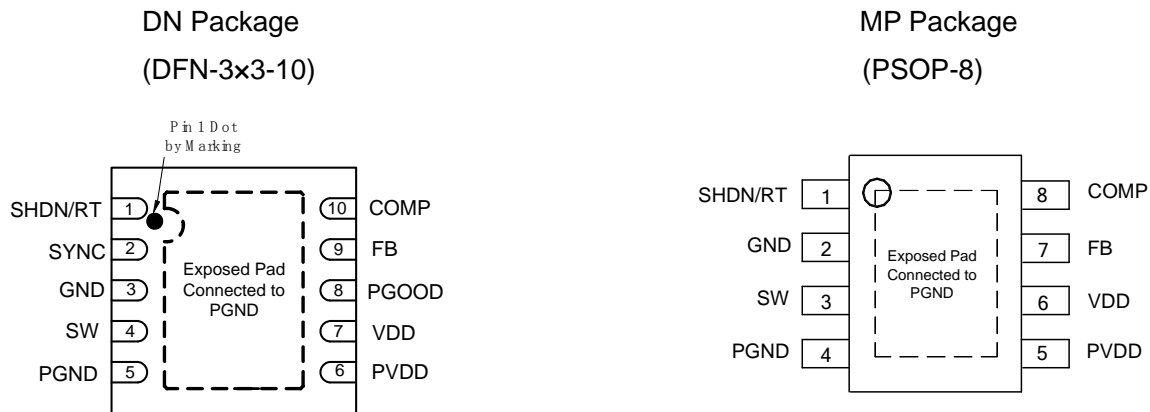 DN Package
(DFN-3×3-10)
Pin 1 Dot
by Marking
SHDN/RT 1
SYNC 2
GND 3
SW 4
PGND 5
Exposed Pad
Connected to
PGND
10 COMP
9 FB
8 PGOOD
7 VDD
6 PVDD
MP Package
(PSOP-8)
SHDN/RT 1
GND 2
SW 3
PGND 4
Exposed Pad
Connected to
PGND
8 COMP
7 FB
6 VDD
5 PVDD